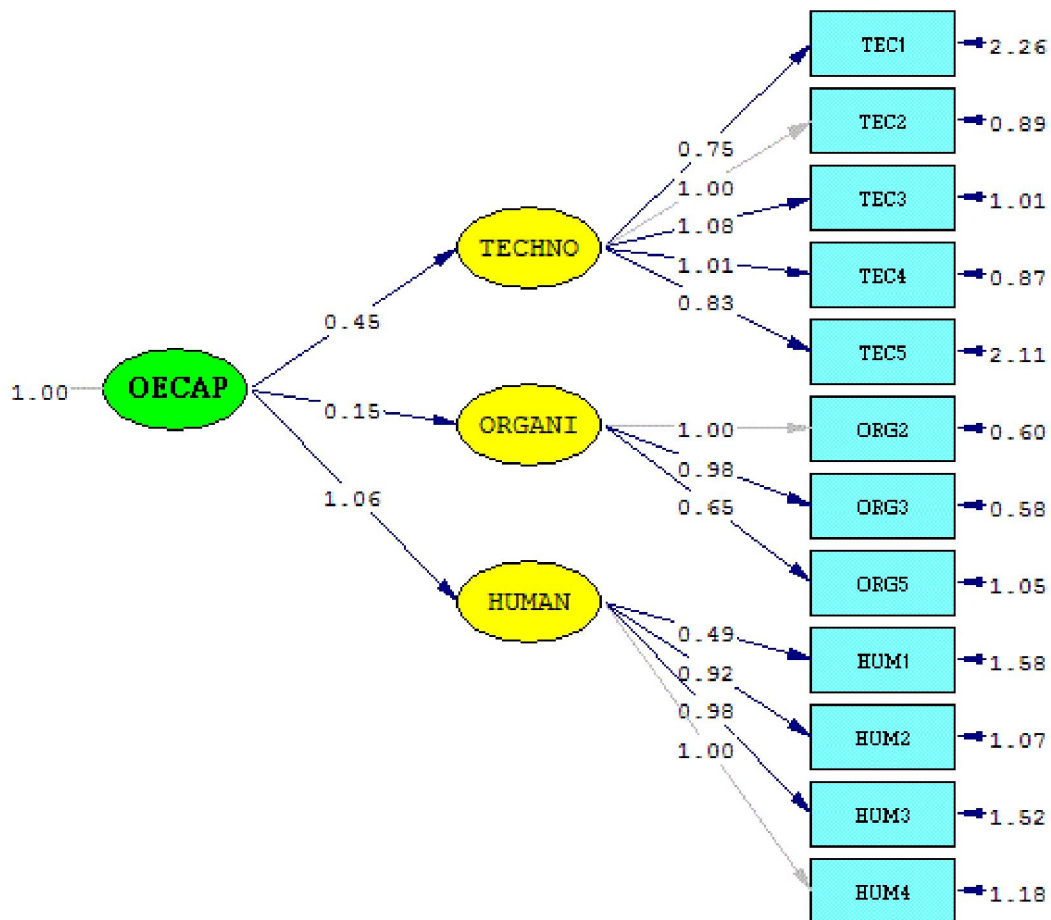 TEC1 2.26
0.75
TEC2 0.89
1.00
TEC3 1.01
1.08
TECHNO
1.01
TEC4 0.87
0.83
0.45
TEC5 2.11
1.00 OECAP
0.15
ORGANI
1.00
ORG2 0.60
0.98
1.06
ORG3 0.58
0.65
ORG5 1.05
HUMAN
0.49
HUM1 1.58
0.92
0.98
HUM2 1.07
1.00
HUM3 1.52
HUM4 1.18